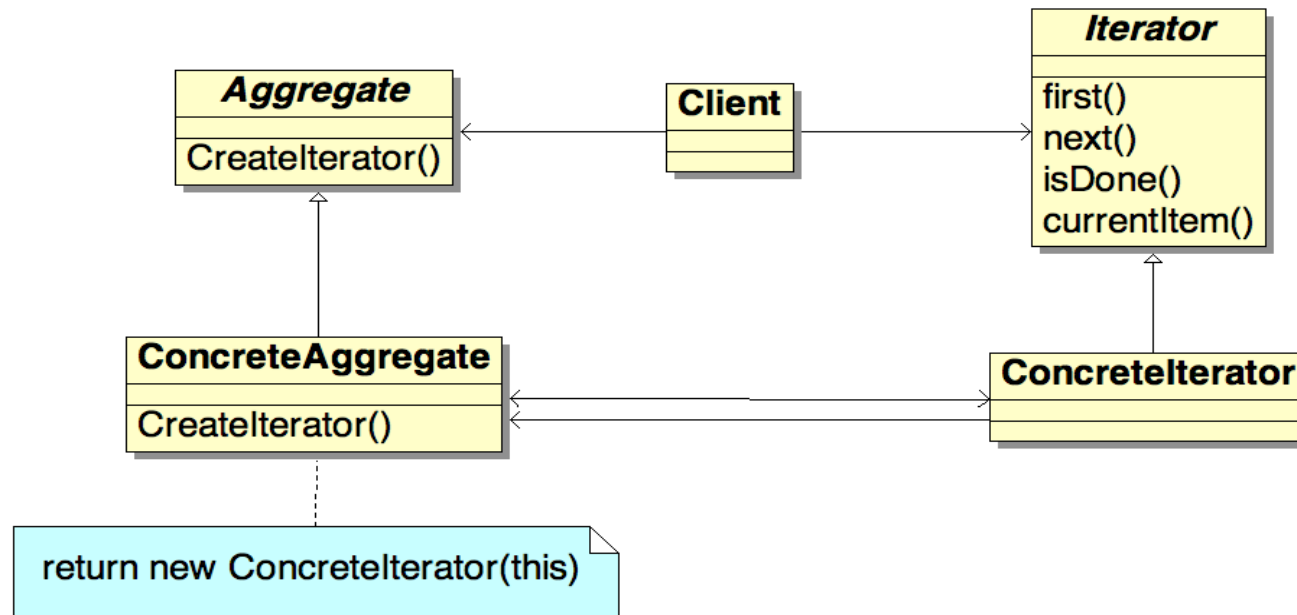 Iterator
Aggregate
Client
first()
next()
isDone()
currentItem()
CreateIterator()
ConcreteAggregate
CreateIterator()
ConcreteIterator
return new ConcreteIterator(this)